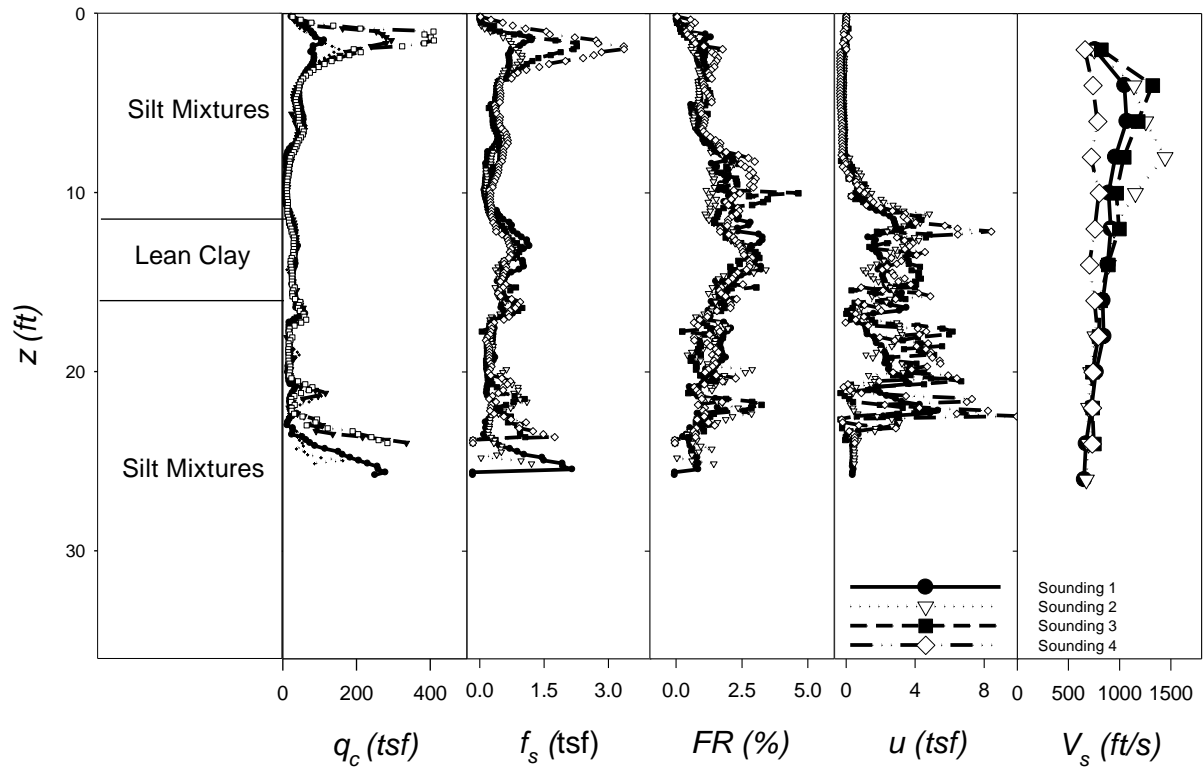 0
10
20
30
z (ft)
Silt Mixtures
Lean Clay
Silt Mixtures
0 200 400
q_c (tsf)
0.0 1.5 3.0
f_s (tsf)
0.0 2.5 5.0
FR (%)
0 4 8
u (tsf)
0 500 1000 1500
V_s (ft/s)
Sounding 1
Sounding 2
Sounding 3
Sounding 4